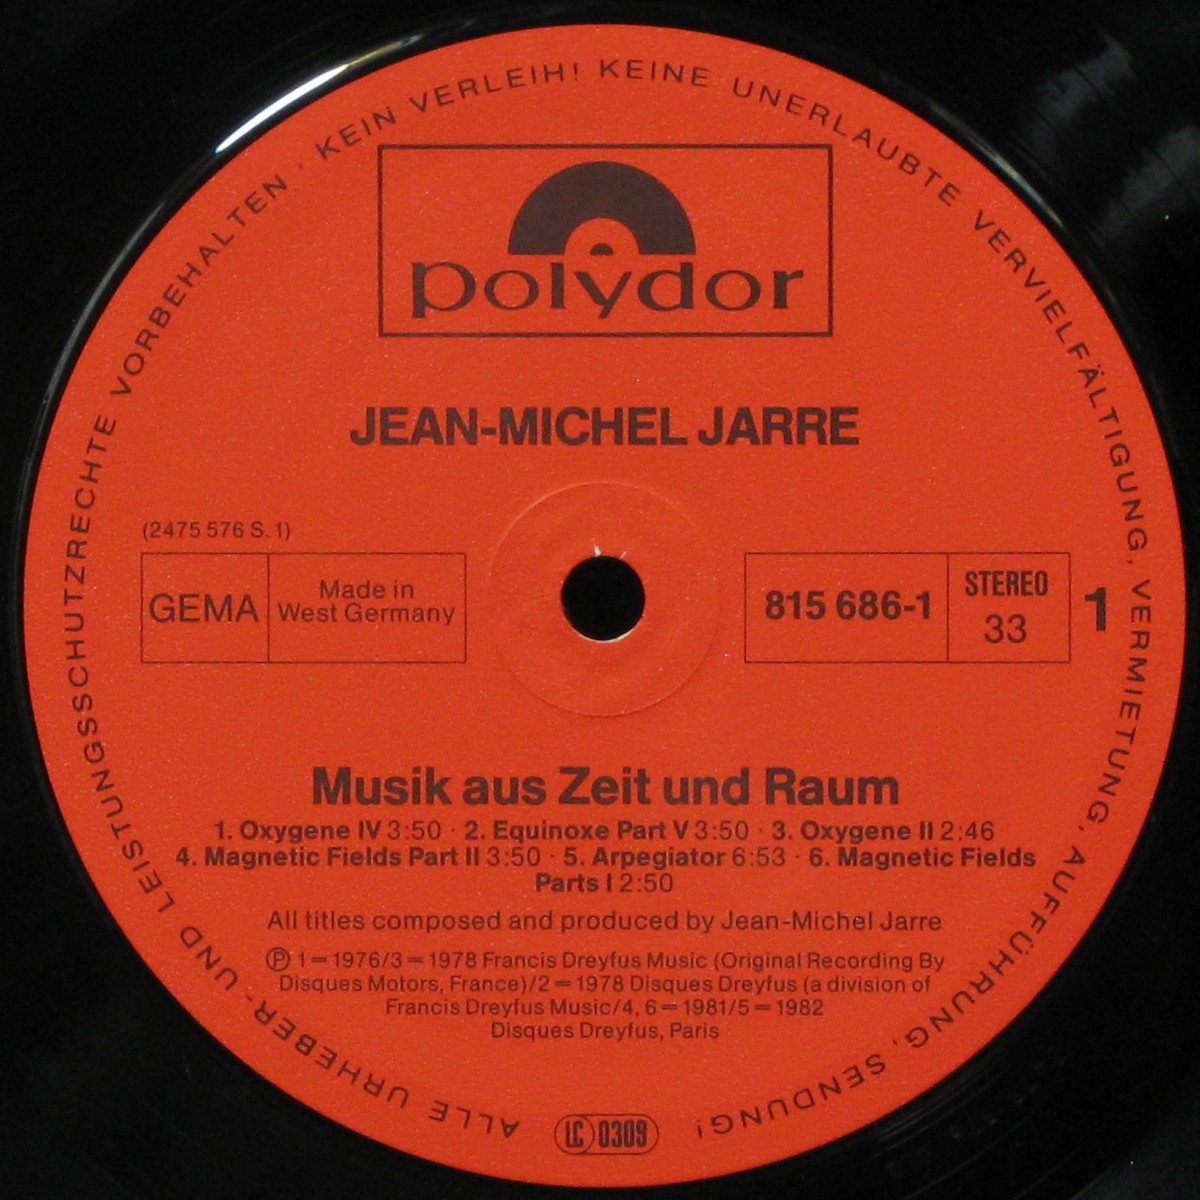 ALLE URHEBER- UND LEISTUNGSSCHUTZRECHTE VORBEHALTEN · KEIN VERLEIH! KEINE UNERLAUBTE VERVIELFÄLTIGUNG, VERMIETUNG, AUFFÜHRUNG, SENDUNG!
polydor
JEAN-MICHEL JARRE
(2475 576 S. 1)
GEMA
Made in
West Germany
815 686-1
STEREO
33
1
Musik aus Zeit und Raum
1. Oxygene IV 3:50 · 2. Equinoxe Part V 3:50 · 3. Oxygene II 2:46
4. Magnetic Fields Part II 3:50 · 5. Arpegiator 6:53 · 6. Magnetic Fields
Parts I 2:50
All titles composed and produced by Jean-Michel Jarre
Ⓟ 1 = 1976/3 = 1978 Francis Dreyfus Music (Original Recording By
Disques Motors, France)/2 = 1978 Disques Dreyfus (a division of
Francis Dreyfus Music/4, 6 = 1981/5 = 1982
Disques Dreyfus, Paris
LC 0309